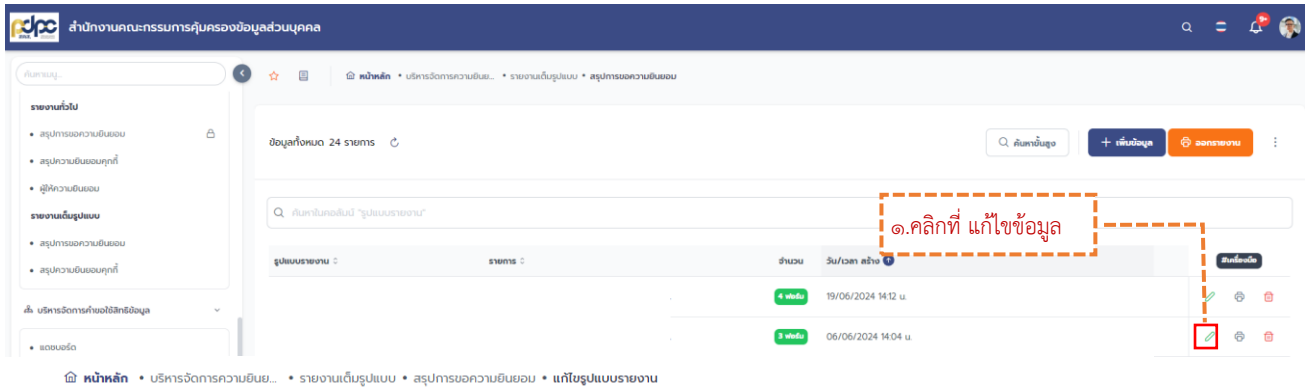 pdpc สำนักงานคณะกรรมการคุ้มครองข้อมูลส่วนบุคคล
9+
ค้นหาเมนู...
หน้าหลัก • บริหารจัดการความยินย... • รายงานเต็มรูปแบบ • สรุปการขอความยินยอม
รายงานทั่วไป
• สรุปการขอความยินยอม
• สรุปความยินยอมคุกกี้
• ผู้ให้ความยินยอม
รายงานเต็มรูปแบบ
• สรุปการขอความยินยอม
• สรุปความยินยอมคุกกี้
บริหารจัดการคำขอใช้สิทธิข้อมูล
• แดชบอร์ด
ข้อมูลทั้งหมด 24 รายการ
ค้นหาขั้นสูง
+ เพิ่มข้อมูล
ออกรายงาน
ค้นหาในคอลัมน์ "รูปแบบรายงาน"
๑.คลิกที่ แก้ไขข้อมูล
รูปแบบรายงาน รายการ จำนวน วัน/เวลา สร้าง แถบเครื่องมือ
4 ฟอร์ม 19/06/2024 14:12 น.
3 ฟอร์ม 06/06/2024 14:04 น.
หน้าหลัก • บริหารจัดการความยินย... • รายงานเต็มรูปแบบ • สรุปการขอความยินยอม • แก้ไขรูปแบบรายงาน